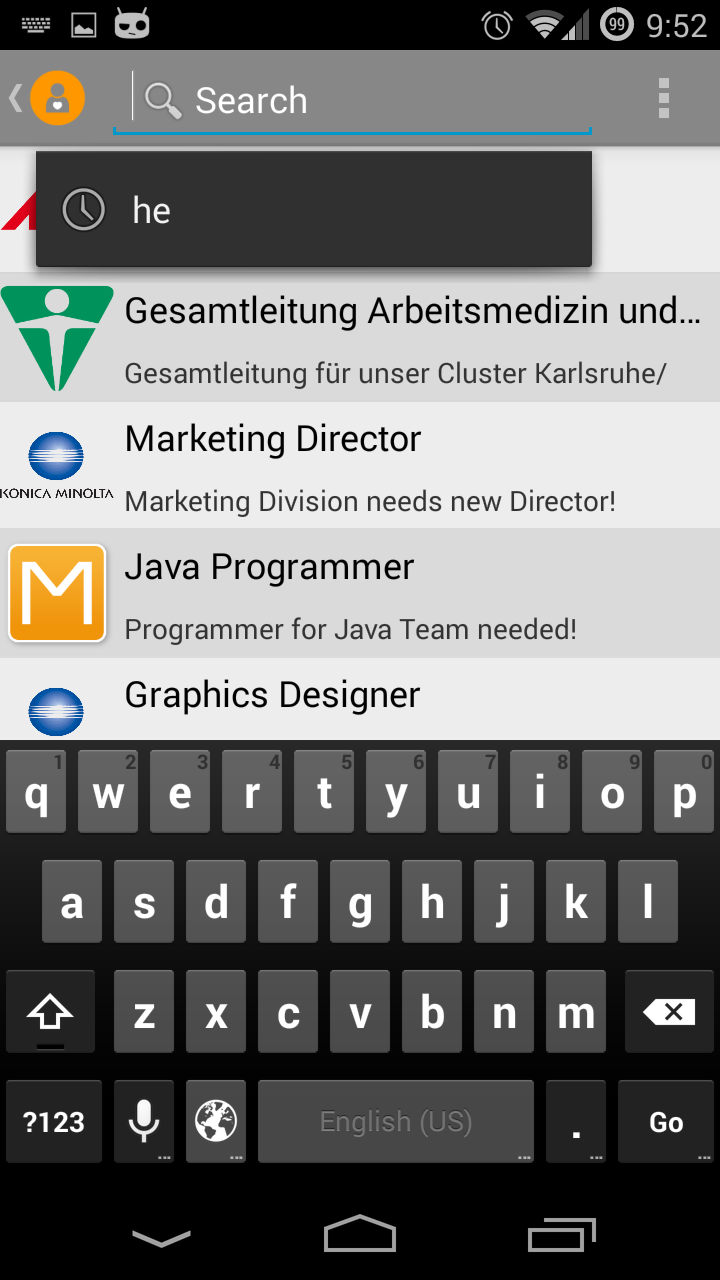 99 9:52
Search
he
Gesamtleitung Arbeitsmedizin und...
Gesamtleitung für unser Cluster Karlsruhe/
Marketing Director
KONICA MINOLTA
Marketing Division needs new Director!
M
Java Programmer
Programmer for Java Team needed!
Graphics Designer
1 2 3 4 5 6 7 8 9 0
q w e r t y u i o p
a s d f g h j k l
z x c v b n m
?123 English (US) . Go